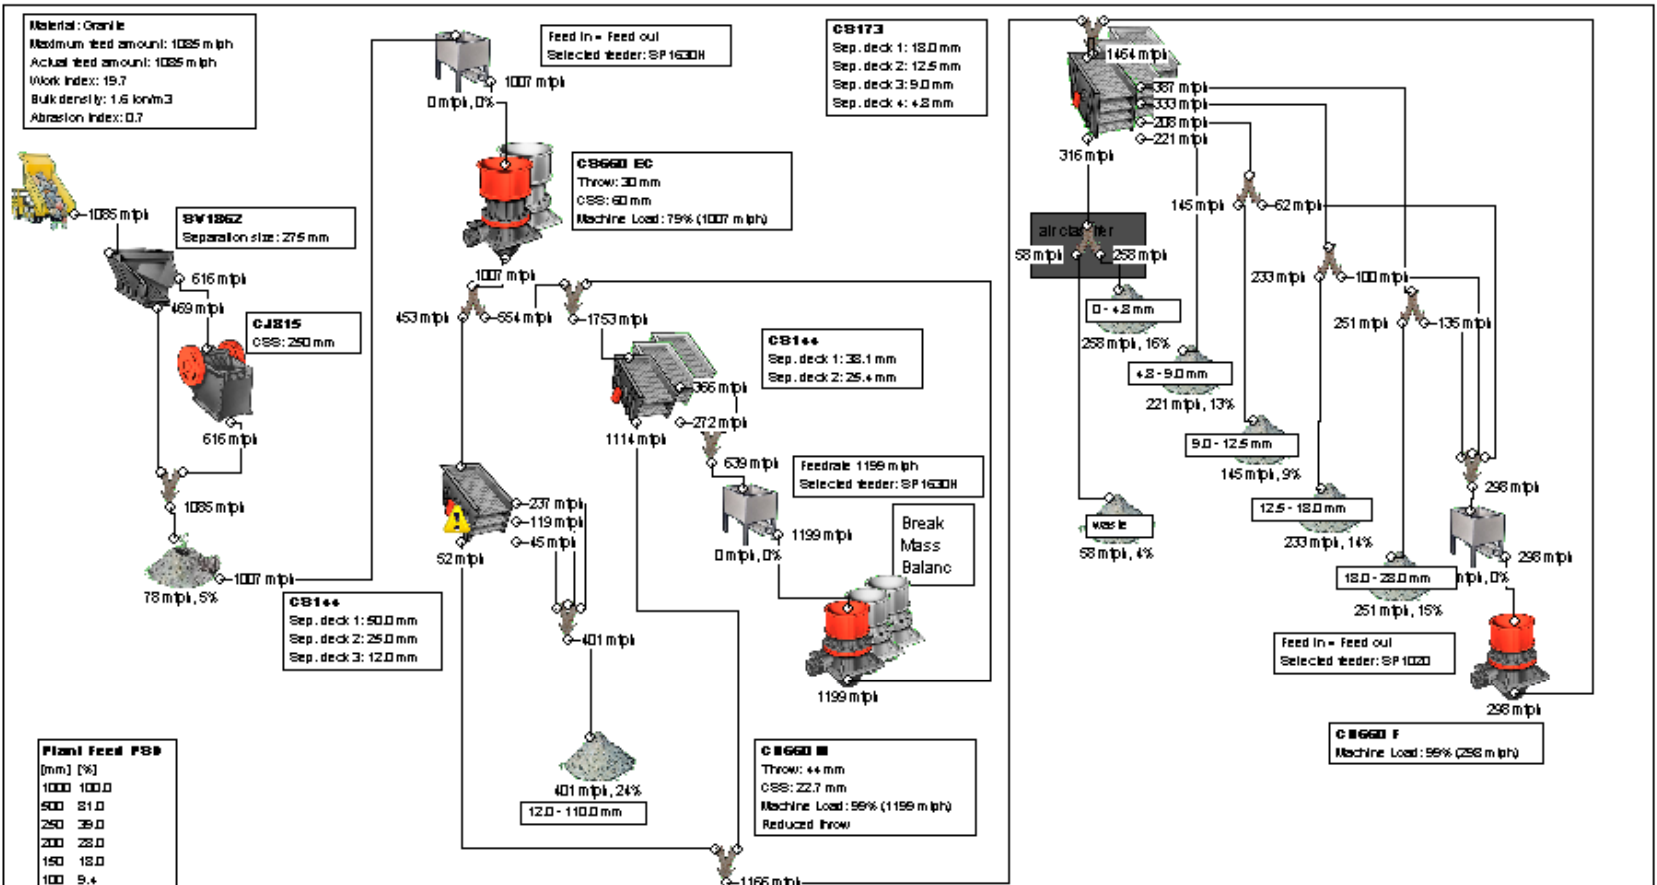 Material: Granite
Maximum feed amount: 1085 mtph
Actual feed amount: 1085 mtph
Work index: 19.7
Bulk density: 1.6 ton/m3
Abrasion index: 0.7
1085 mtph
SV1862
Separation size: 275 mm
616 mtph
469 mtph
CJ815
CSS: 250 mm
616 mtph
1085 mtph
1007 mtph
78 mtph, 5%
CS144
Sep. deck 1: 50.0 mm
Sep. deck 2: 25.0 mm
Sep. deck 3: 12.0 mm
Plant Feed PSD
[mm] [%]
1000 100.0
500 81.0
250 39.0
200 28.0
150 18.0
100 9.4
Feed in = Feed out
Selected feeder: SP1630H
1007 mtph
0 mtph, 0%
CS660 EC
Throw: 30 mm
CSS: 60 mm
Machine Load: 79% (1007 mtph)
1007 mtph
453 mtph
554 mtph
1753 mtph
CS144
Sep. deck 1: 38.1 mm
Sep. deck 2: 25.4 mm
366 mtph
272 mtph
1114 mtph
639 mtph
Feedrate 1199 mtph
Selected feeder: SP1630H
237 mtph
119 mtph
45 mtph
52 mtph
1199 mtph
0 mtph, 0%
Break
Mass
Balanc
401 mtph
1199 mtph
401 mtph, 24%
12.0 - 110.0 mm
CH660 M
Throw: 44 mm
CSS: 22.7 mm
Machine Load: 99% (1199 mtph)
Reduced throw
1166 mtph
CS173
Sep. deck 1: 18.0 mm
Sep. deck 2: 12.5 mm
Sep. deck 3: 9.0 mm
Sep. deck 4: 4.8 mm
1464 mtph
387 mtph
333 mtph
208 mtph
221 mtph
316 mtph
145 mtph
62 mtph
58 mtph
258 mtph
233 mtph
100 mtph
0 - 4.8 mm
258 mtph, 16%
251 mtph
135 mtph
4.8 - 9.0 mm
221 mtph, 13%
9.0 - 12.5 mm
145 mtph, 9%
298 mtph
12.5 - 18.0 mm
233 mtph, 14%
waste
58 mtph, 4%
298 mtph
18.0 - 28.0 mm
mtph, 0%
251 mtph, 15%
Feed in = Feed out
Selected feeder: SP1020
298 mtph
CH660 F
Machine Load: 99% (298 mtph)